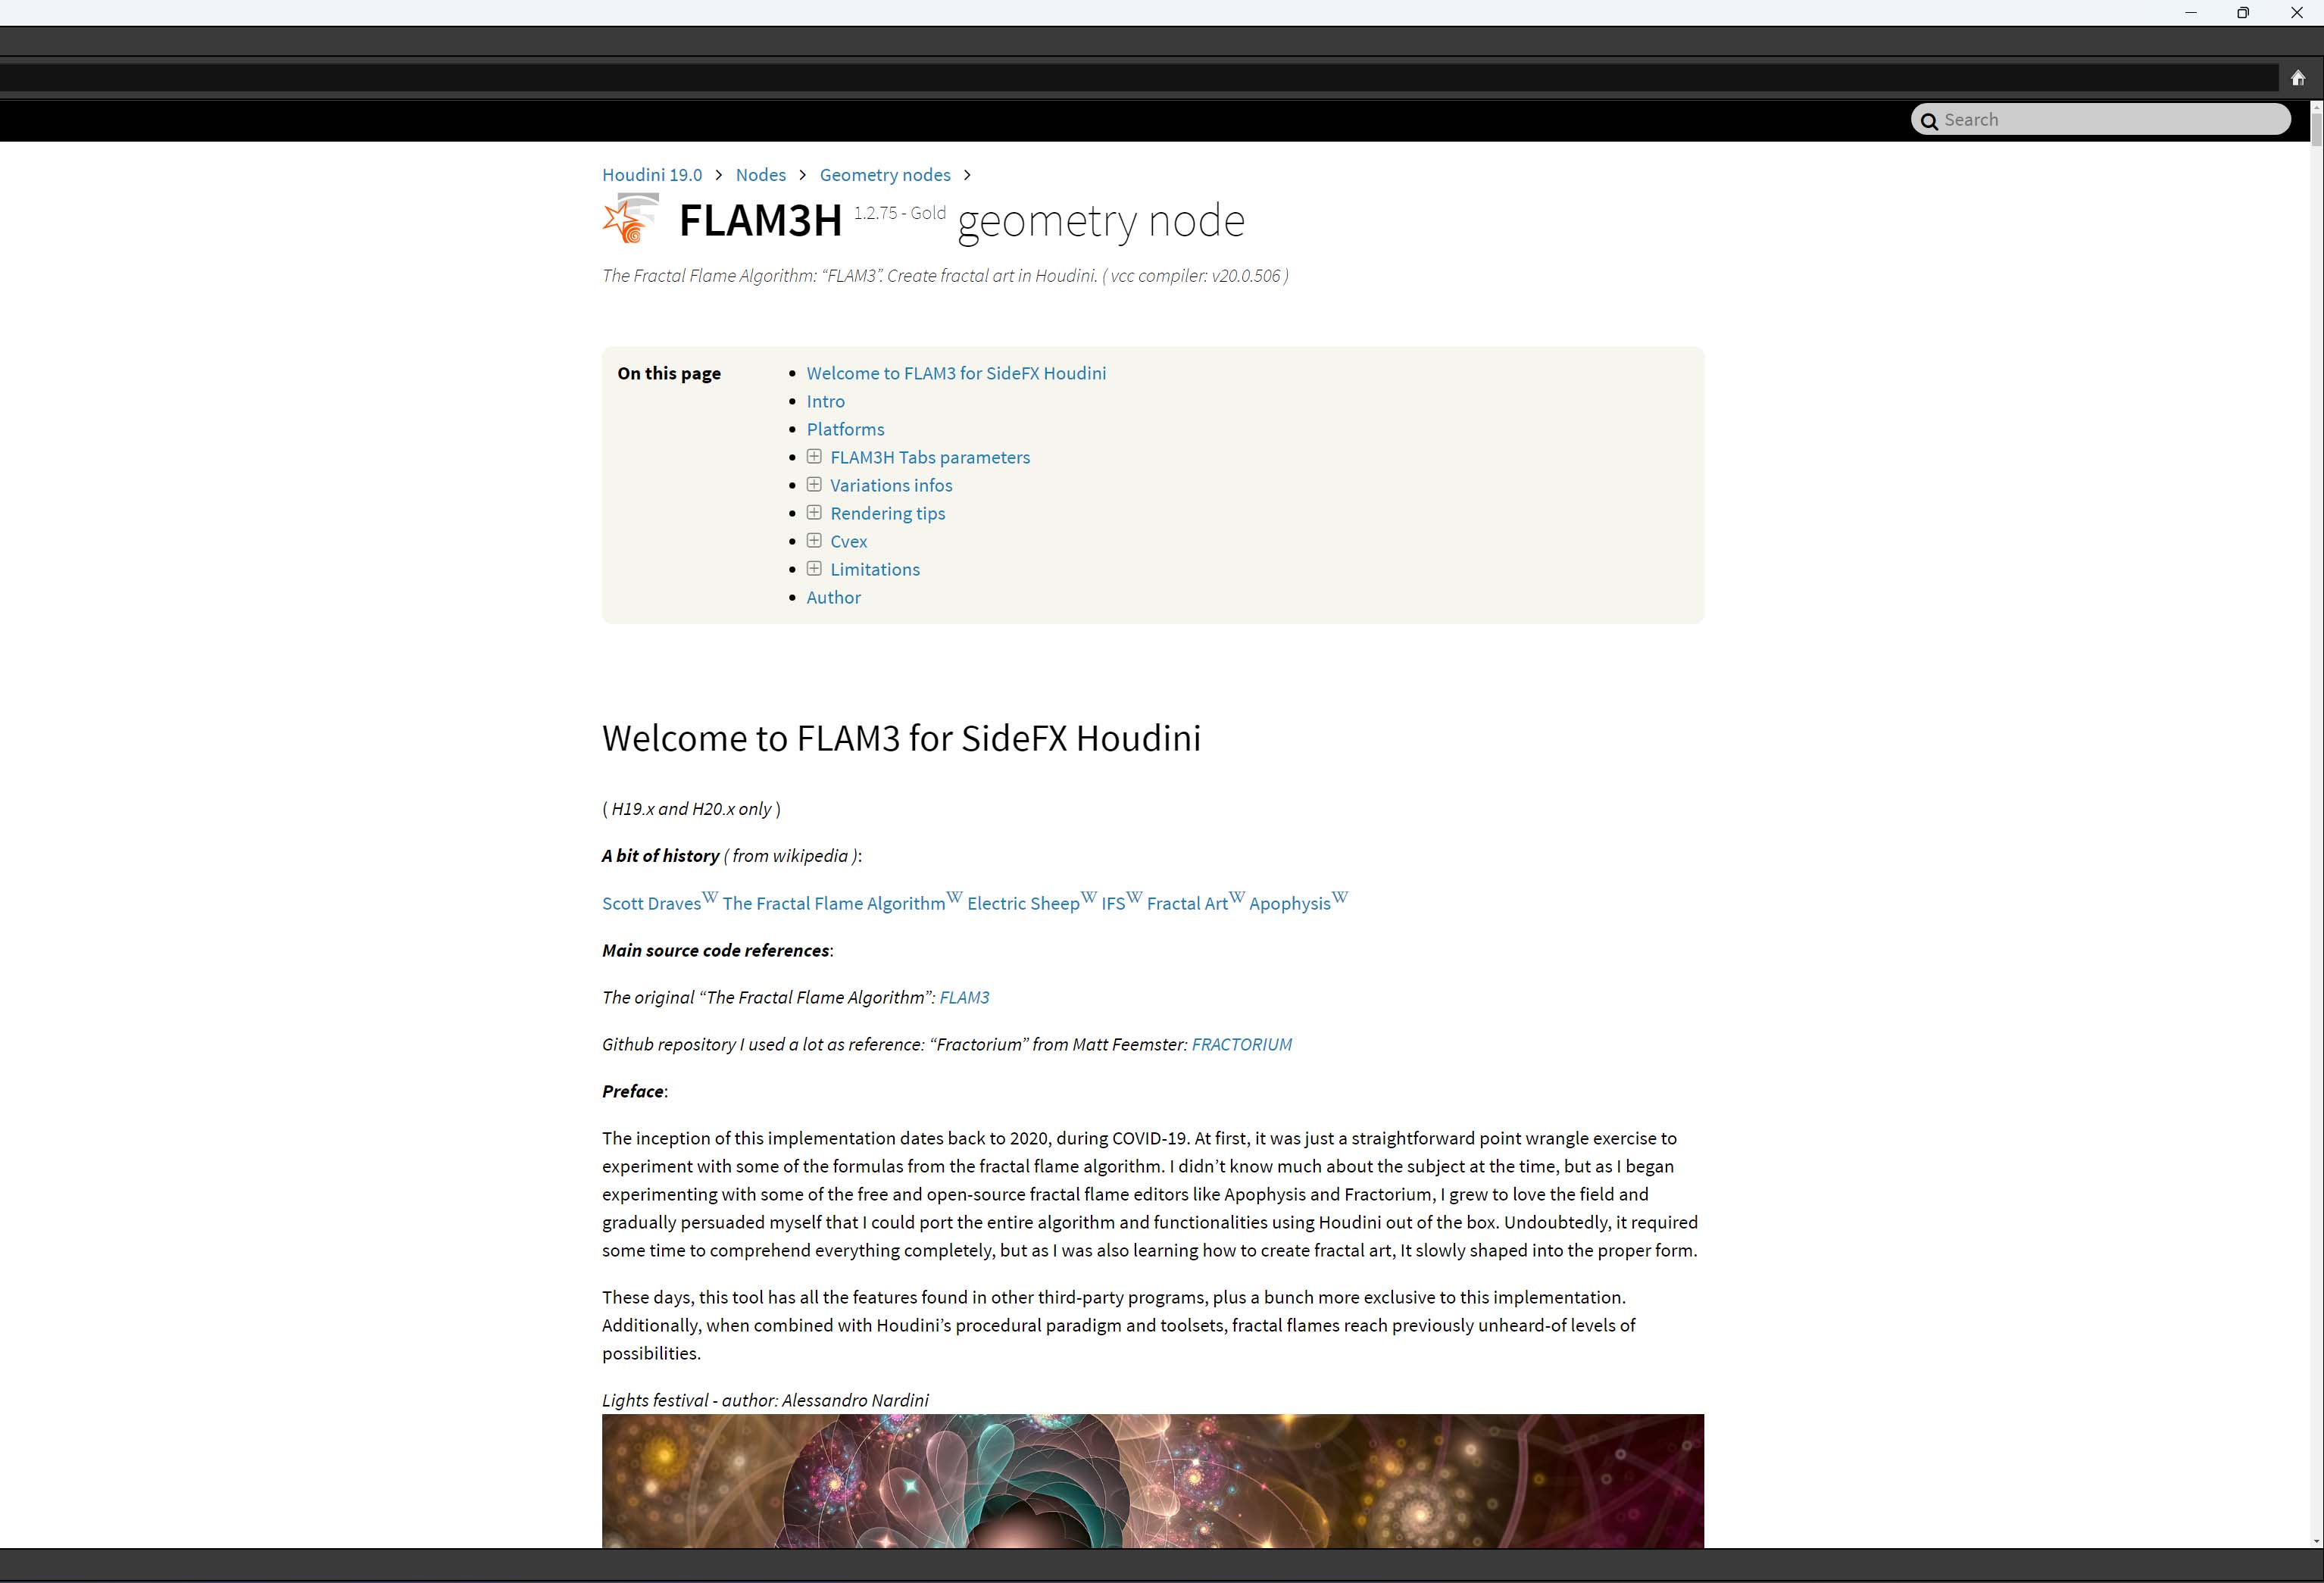 Search
Houdini 19.0 > Nodes > Geometry nodes >
FLAM3H 1.2.75 - Gold geometry node
The Fractal Flame Algorithm: “FLAM3”. Create fractal art in Houdini. ( vcc compiler: v20.0.506 )
On this page
Welcome to FLAM3 for SideFX Houdini
Intro
Platforms
FLAM3H Tabs parameters
Variations infos
Rendering tips
Cvex
Limitations
Author
Welcome to FLAM3 for SideFX Houdini
( H19.x and H20.x only )
A bit of history ( from wikipedia ):
Scott Draves W The Fractal Flame Algorithm W Electric Sheep W IFS W Fractal Art W Apophysis W
Main source code references:
The original “The Fractal Flame Algorithm”: FLAM3
Github repository I used a lot as reference: “Fractorium” from Matt Feemster: FRACTORIUM
Preface:
The inception of this implementation dates back to 2020, during COVID-19. At first, it was just a straightforward point wrangle exercise to
experiment with some of the formulas from the fractal flame algorithm. I didn’t know much about the subject at the time, but as I began
experimenting with some of the free and open-source fractal flame editors like Apophysis and Fractorium, I grew to love the field and
gradually persuaded myself that I could port the entire algorithm and functionalities using Houdini out of the box. Undoubtedly, it required
some time to comprehend everything completely, but as I was also learning how to create fractal art, It slowly shaped into the proper form.
These days, this tool has all the features found in other third-party programs, plus a bunch more exclusive to this implementation.
Additionally, when combined with Houdini’s procedural paradigm and toolsets, fractal flames reach previously unheard-of levels of
possibilities.
Lights festival - author: Alessandro Nardini